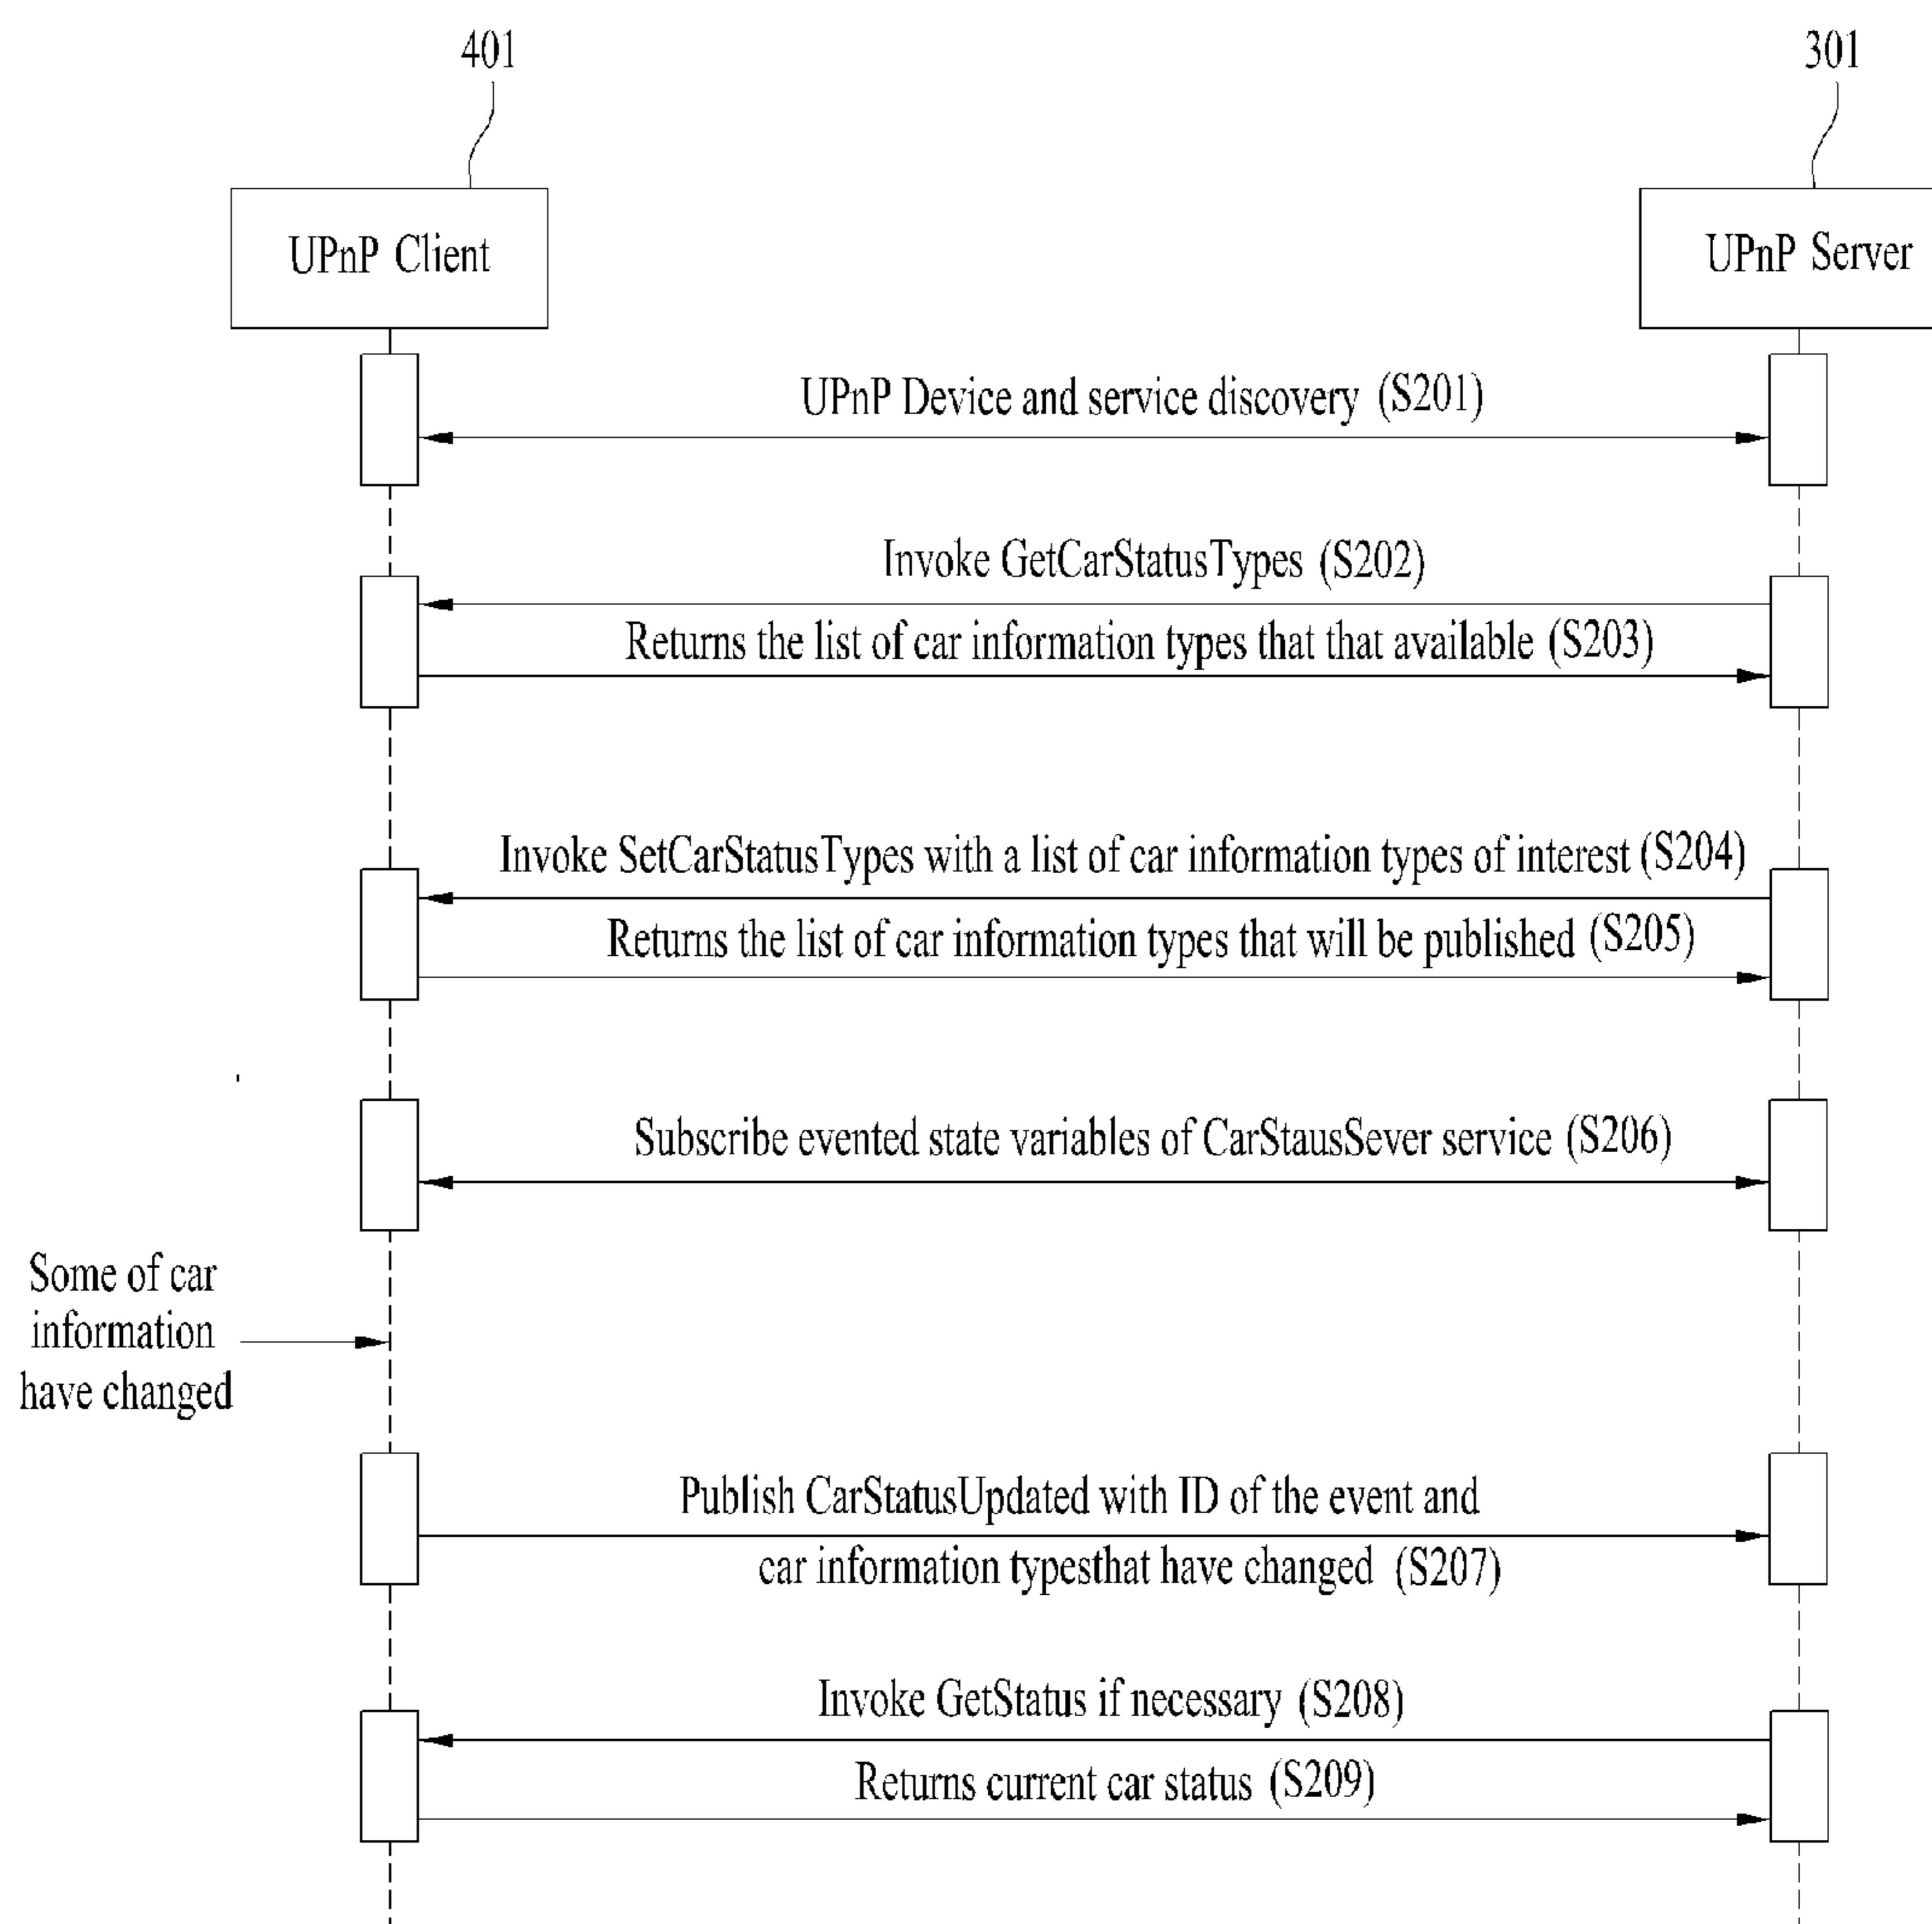 401
301
UPnP Client
UPnP Server
UPnP Device and service discovery (S201)
Invoke GetCarStatusTypes (S202)
Returns the list of car information types that that available (S203)
Invoke SetCarStatusTypes with a list of car information types of interest (S204)
Returns the list of car information types that will be published (S205)
Subscribe evented state variables of CarStausSever service (S206)
Some of car
information
have changed
Publish CarStatusUpdated with ID of the event and
car information typesthat have changed (S207)
Invoke GetStatus if necessary (S208)
Returns current car status (S209)